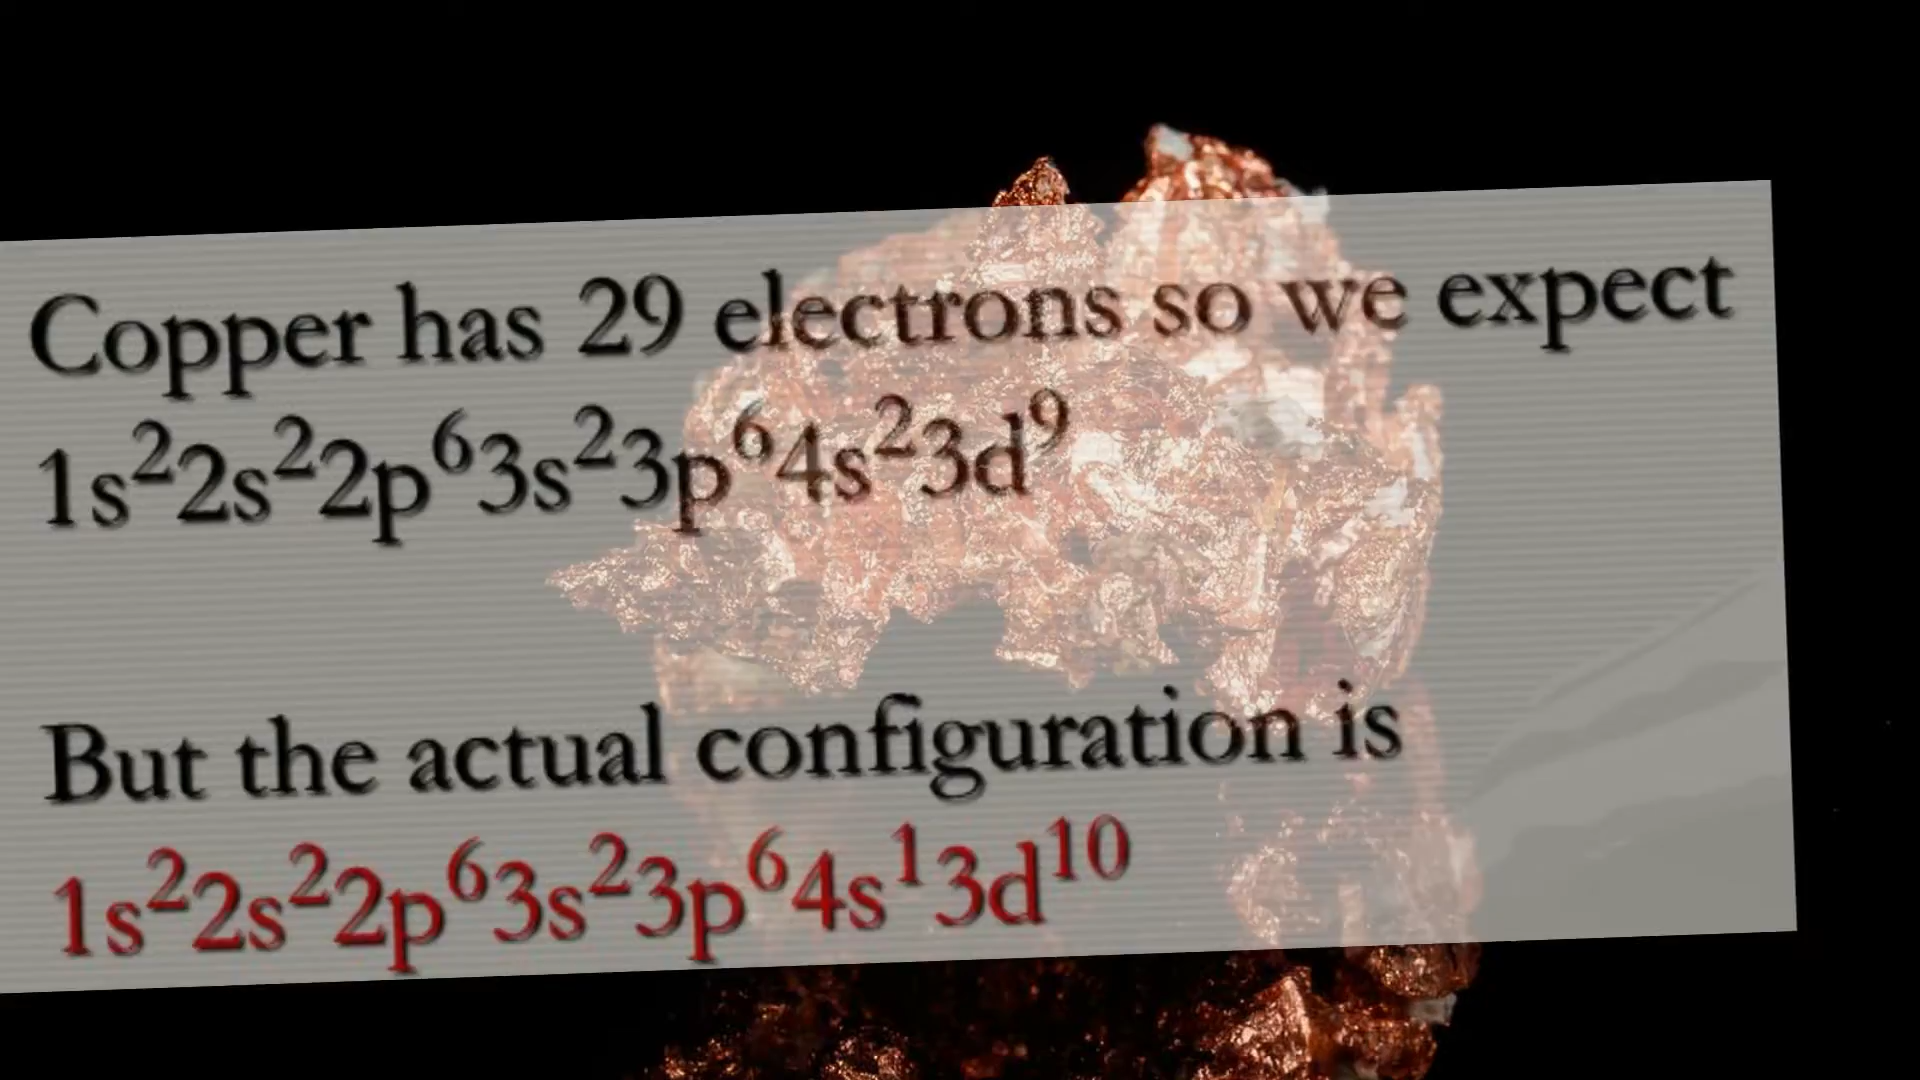 Copper has 29 electrons so we expect
1s²2s²2p⁶3s²3p⁶4s²3d⁹
But the actual configuration is
1s²2s²2p⁶3s²3p⁶4s¹3d¹⁰